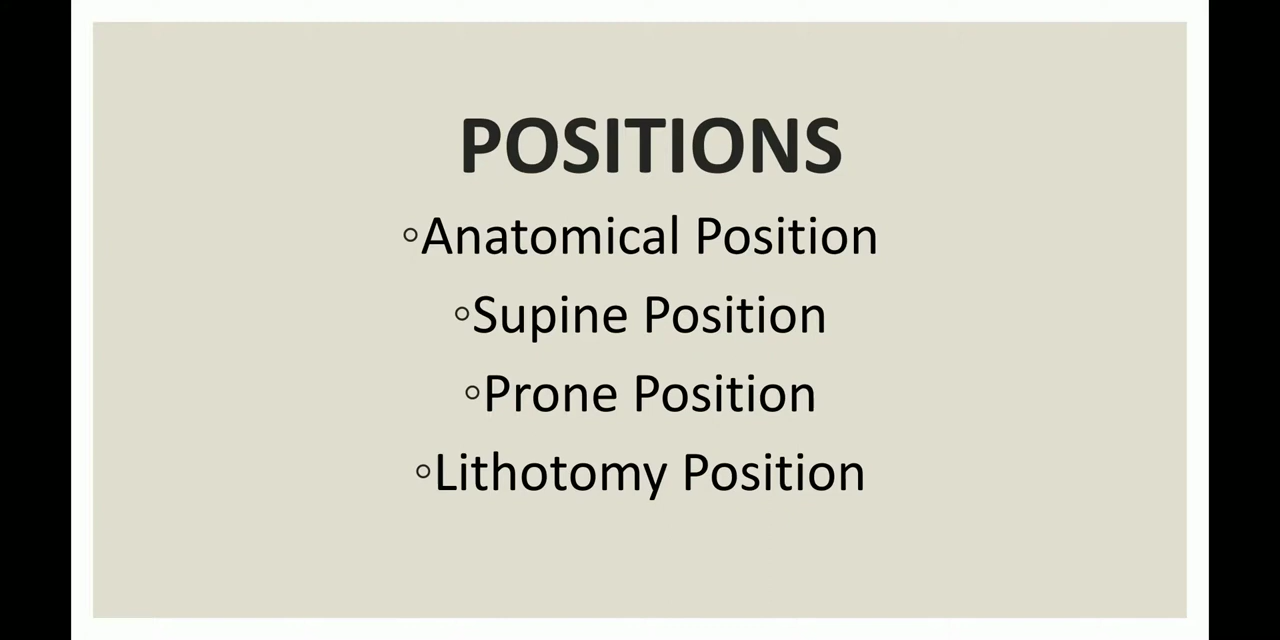 POSITIONS
◦Anatomical Position
◦Supine Position
◦Prone Position
◦Lithotomy Position